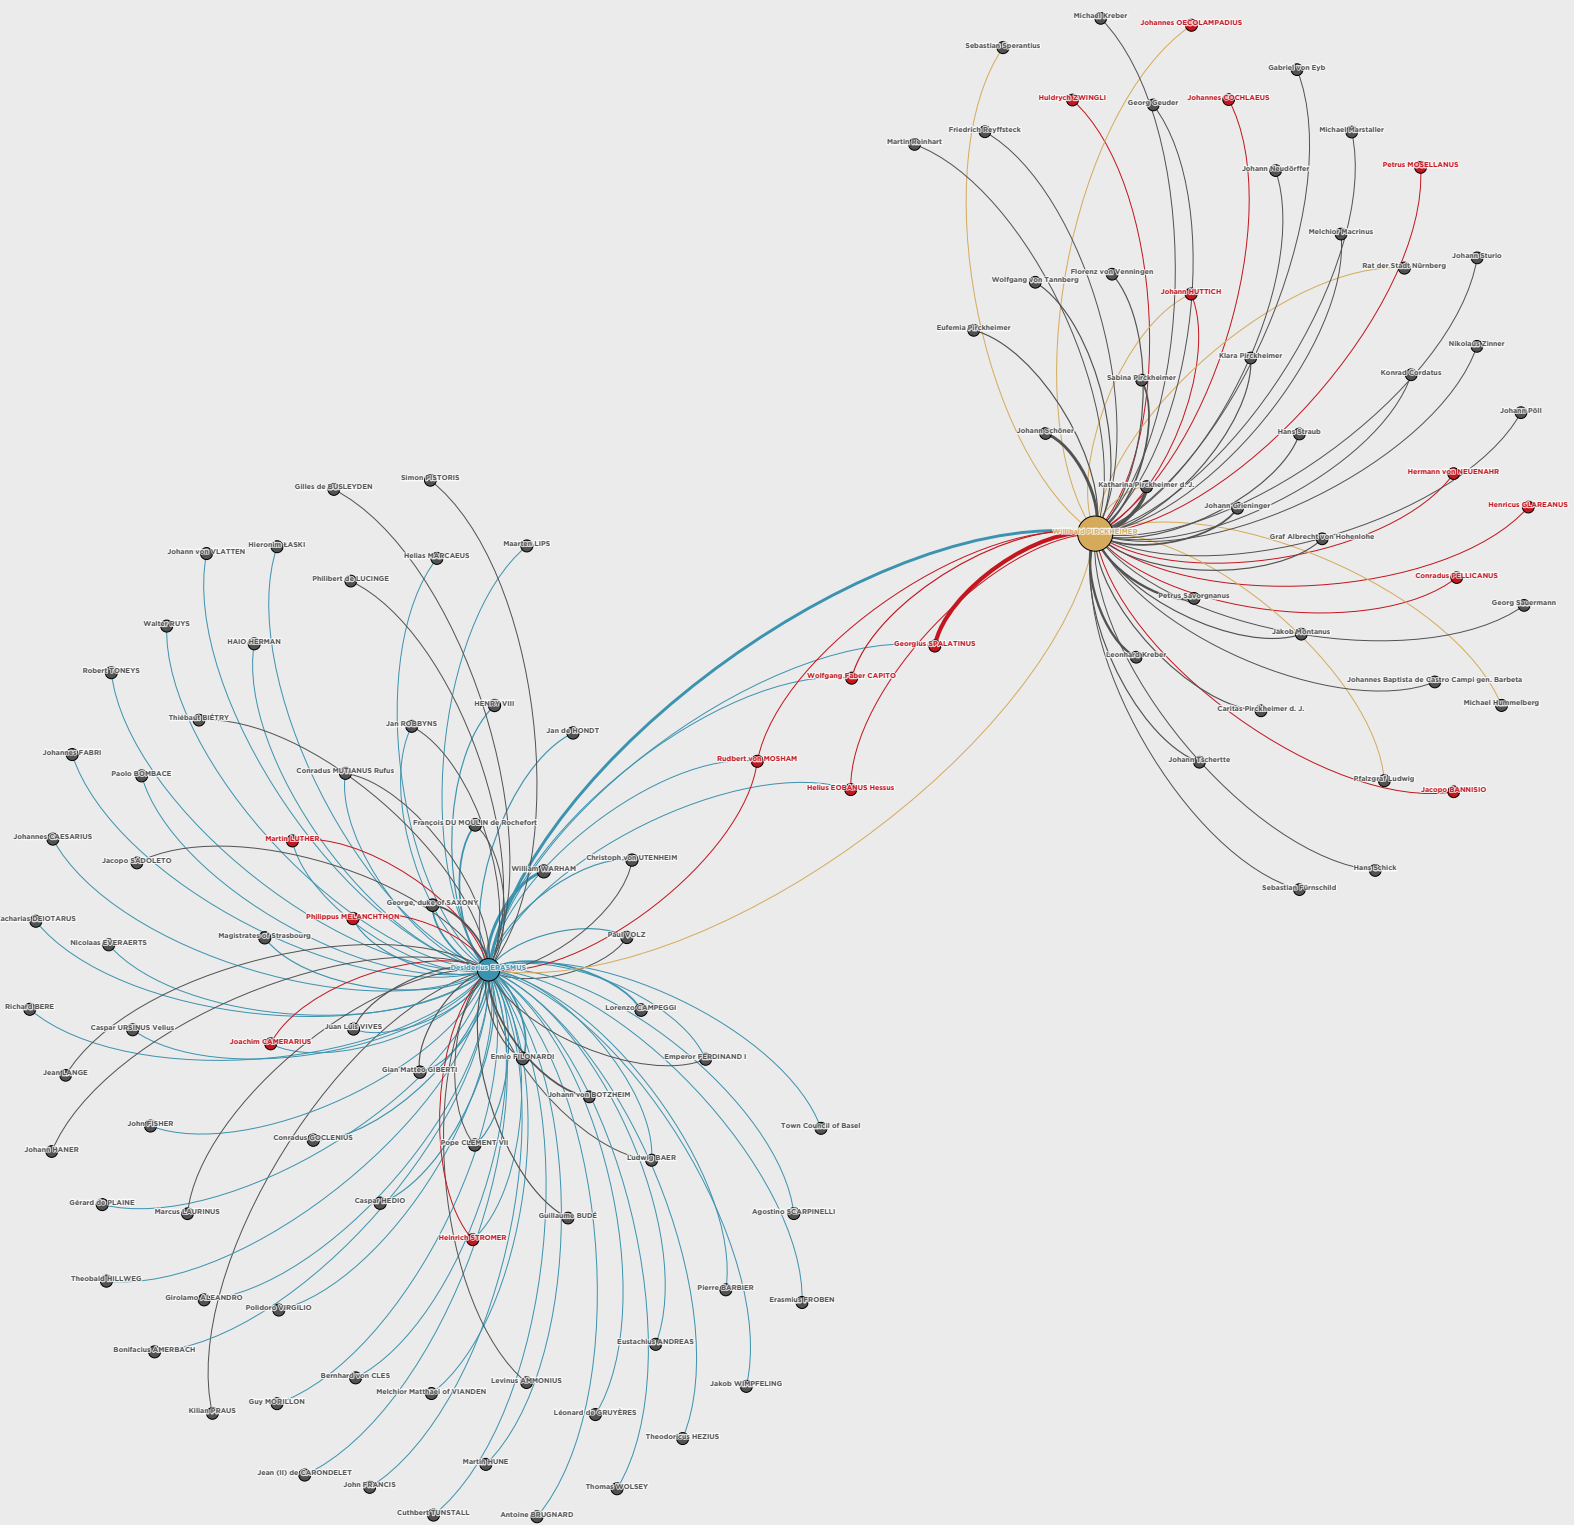 Michael Kreber
Johannes OECOLAMPADIUS
Sebastian Sperantius
Gabriel von Eyb
Huldrych ZWINGLI
Georg Geuder
Johannes COCHLAEUS
Friedrich Reyffsteck
Michael Marstaller
Martin Reinhart
Petrus MOSELLANUS
Johann Neudörffer
Melchior Macrinus
Johann Sturio
Rat der Stadt Nürnberg
Florenz von Venningen
Wolfgang von Tannberg
Johann HUTTICH
Eufemia Pirckheimer
Nikolaus Zinner
Klara Pirckheimer
Konrad Cordatus
Sabina Pirckheimer
Johann Pöll
Johann Schöner
Hans Straub
Hermann von NEUENAHR
Simon PISTORIS
Gilles de BUSLEYDEN
Katharina Pirckheimer d. J.
Johann Grieninger
Henricus GLAREANUS
Willibald PIRCKHEIMER
Graf Albrecht von Hohenlohe
Johann von VLATTEN
Hieronim ŁASKI
Maarten LIPS
Helias MARCAEUS
Philibert de LUCINGE
Conradus PELLICANUS
Petrus Savorgnanus
Georg Sauermann
Walter RUYS
Jakob Montanus
HAIO HERMAN
Georgius SPALATINUS
Leonhard Kreber
Robert TONEYS
Wolfgang Faber CAPITO
Johannes Baptista de Castro Campi gen. Barbeta
HENRY VIII
Michael Hummelberg
Caritas Pirckheimer d. J.
Thiébaut BIÉTRY
Jan ROBBYNS
Jan de HONDT
Johannes FABRI
Rudbert von MOSHAM
Johann Tschertte
Paolo BOMBACE
Conradus MUTIANUS Rufus
Pfalzgraf Ludwig
Helius EOBANUS Hessus
Jacopo BANNISIO
François DU MOULIN de Rochefort
Johannes CAESARIUS
Martin LUTHER
Jacopo SADOLETO
Christoph von UTENHEIM
William WARHAM
Hans Schick
Sebastian Fürnschild
George, duke of SAXONY
acharias DEIOTARUS
Philippus MELANCHTHON
Magistrates of Strasbourg
Paul VOLZ
Nicolaas EVERAERTS
Desiderius ERASMUS
Richard BERE
Lorenzo CAMPEGGI
Caspar URSINUS Velius
Juan Luis VIVES
Joachim CAMERARIUS
Ennio FILONARDI
Emperor FERDINAND I
Jean LANGE
Gian Matteo GIBERTI
Johann von BOTZHEIM
John FISHER
Town Council of Basel
Conradus GOCLENIUS
Pope CLEMENT VII
Johann HANER
Ludwig BAER
Gérard de PLAINE
Caspar HEDIO
Marcus LAURINUS
Guillaume BUDÉ
Agostino SCARPINELLI
Heinrich STROMER
Theobald HILLWEG
Pierre BARBIER
Girolamo ALEANDRO
Erasmius FROBEN
Polidoro VIRGILIO
Eustachius ANDREAS
Bonifacius AMERBACH
Bernhard von CLES
Levinus AMMONIUS
Jakob WIMPFELING
Melchior Matthaei of VIANDEN
Guy MORILLON
Kilian PRAUS
Léonard de GRUYÈRES
Theodoricus HEZIUS
Martin HUNE
Jean (II) de CARONDELET
John FRANCIS
Thomas WOLSEY
Cuthbert TUNSTALL
Antoine BRUGNARD